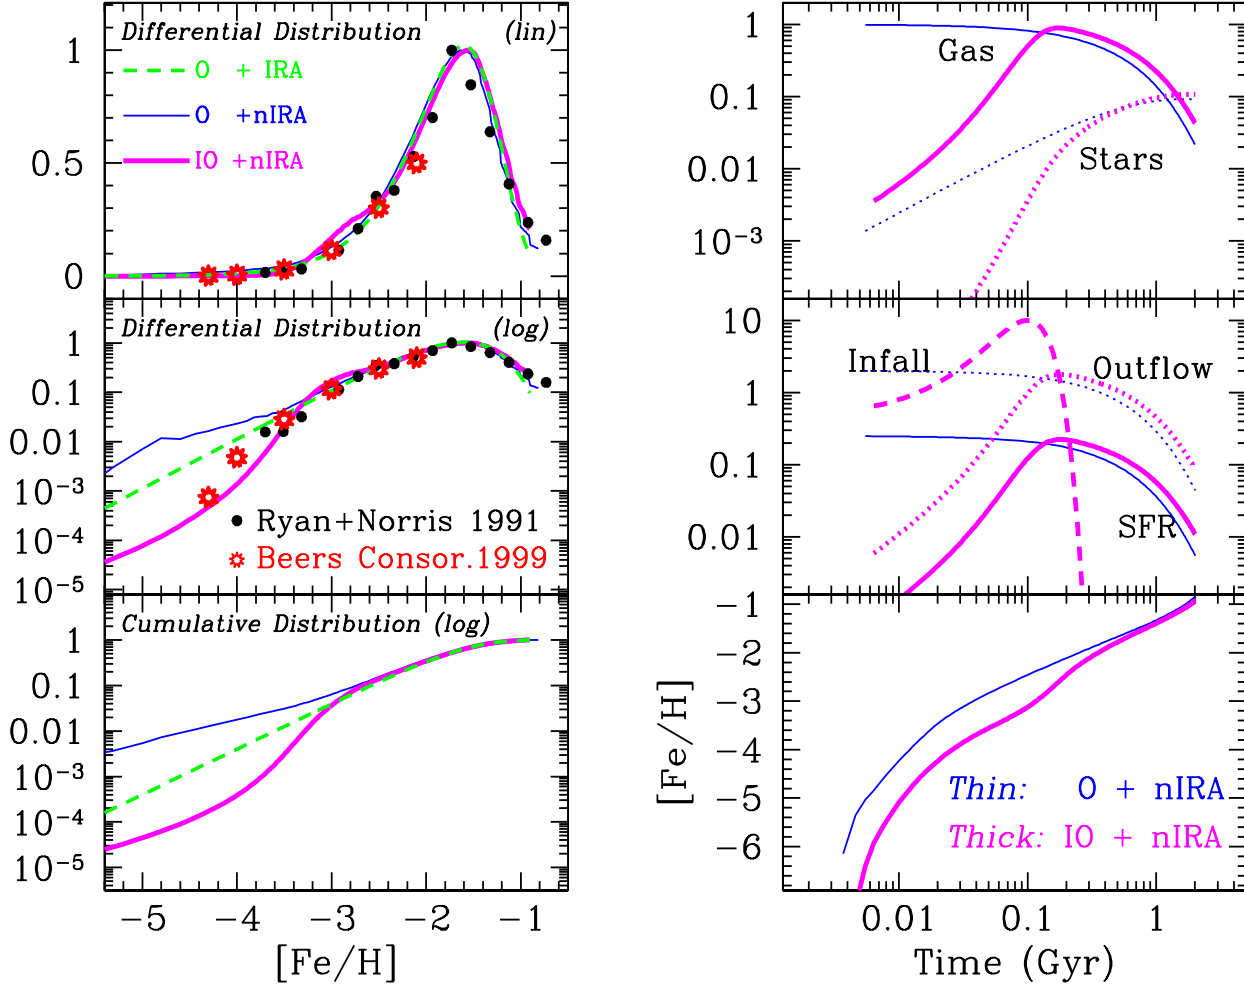 Differential Distribution (lin)
O + IRA
O +nIRA
IO +nIRA
1
0.5
0
Differential Distribution (log)
1
0.1
0.01
10−3
10−4
10−5
Ryan+Norris 1991
Beers Consor.1999
Cumulative Distribution (log)
1
0.1
0.01
10−3
10−4
10−5
−5 −4 −3 −2 −1
[Fe/H]
1
0.1
0.01
10−3
Gas
Stars
10
1
0.1
0.01
Infall
Outflow
SFR
−1
−2
−3
−4
−5
−6
[Fe/H]
Thin: O + nIRA
Thick: IO + nIRA
0.01 0.1 1
Time (Gyr)